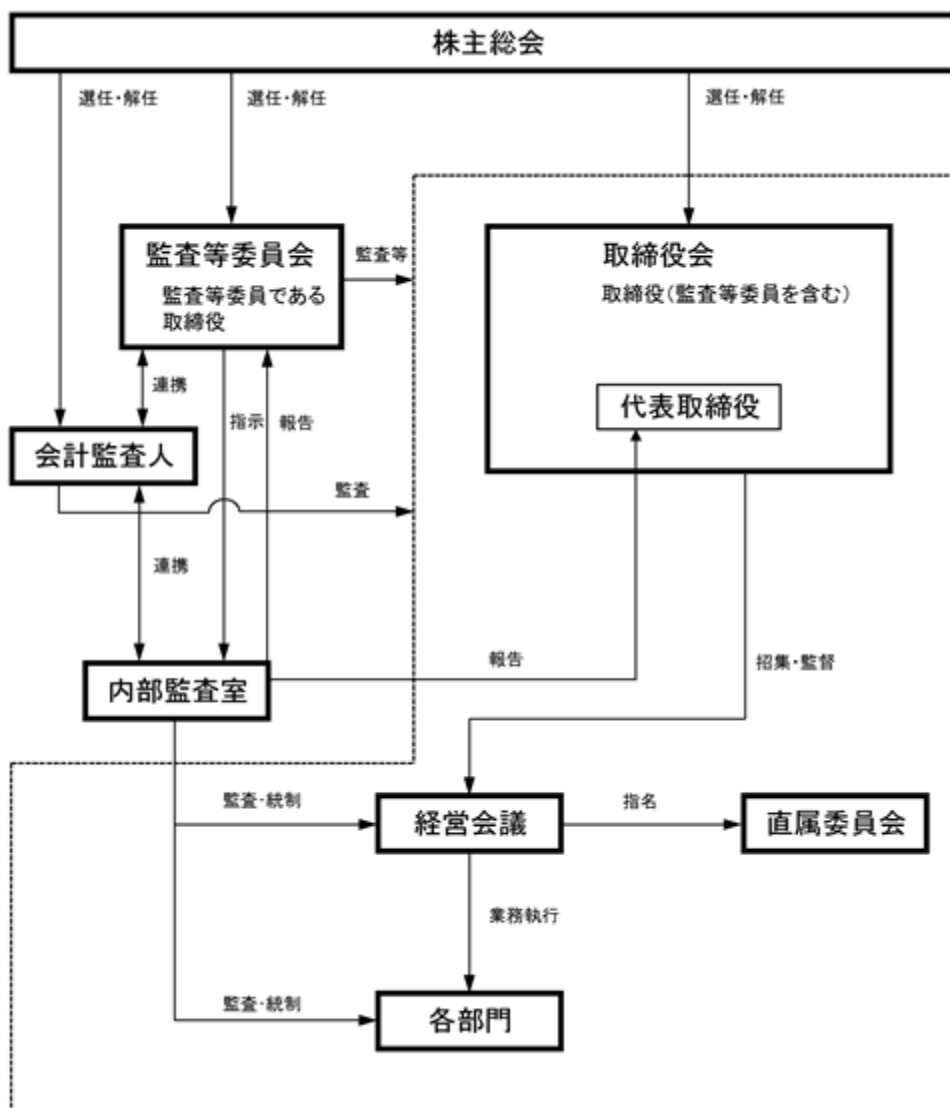 株主総会
選任・解任
選任・解任
選任・解任
監査等委員会
監査等委員である
取締役
監査等
取締役会
取締役(監査等委員を含む)
代表取締役
連携
指示
報告
会計監査人
監査
連携
内部監査室
報告
招集・監督
監査・統制
経営会議
指名
直属委員会
業務執行
監査・統制
各部門